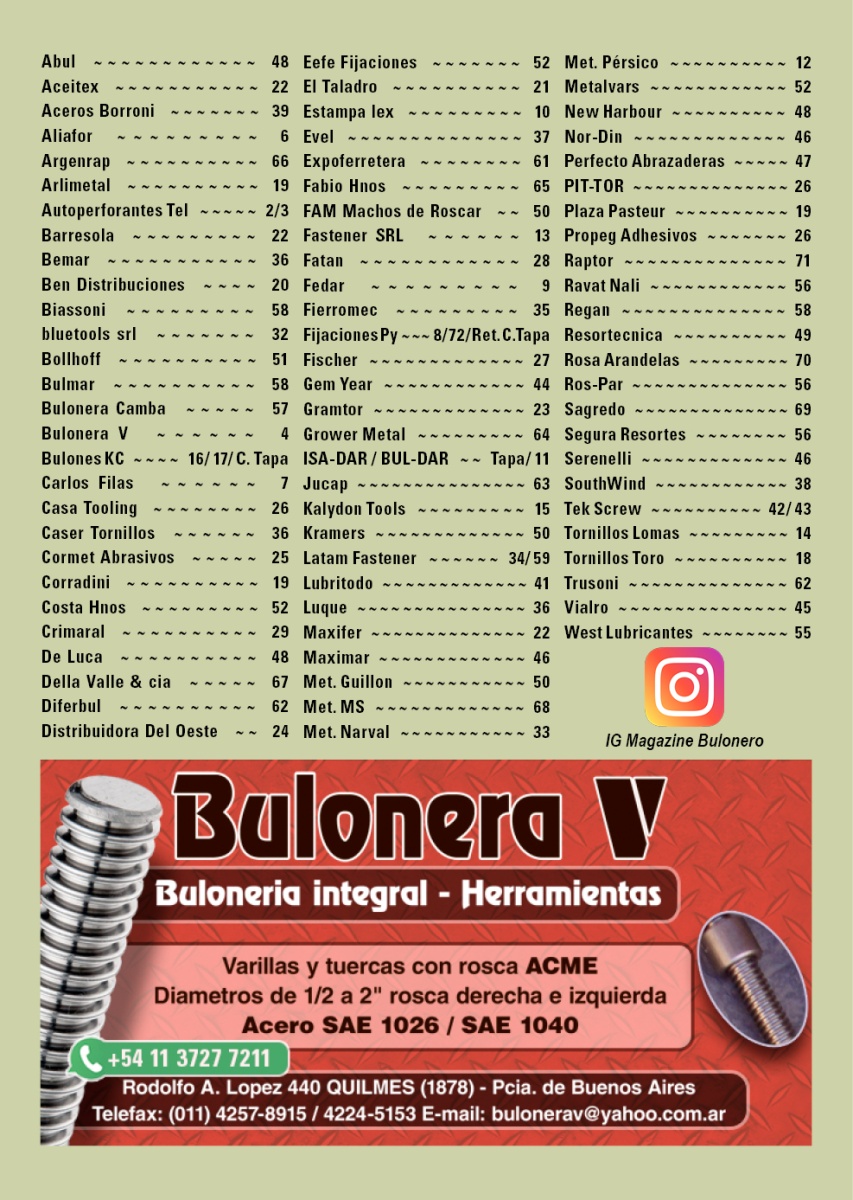 Abul ~ ~ ~ ~ ~ ~ ~ ~ ~ ~ ~ ~ 48
Aceitex ~ ~ ~ ~ ~ ~ ~ ~ ~ ~ ~ 22
Aceros Borroni ~ ~ ~ ~ ~ ~ ~ 39
Aliafor ~ ~ ~ ~ ~ ~ ~ ~ ~ 6
Argenrap ~ ~ ~ ~ ~ ~ ~ ~ ~ ~ 66
Arlimetal ~ ~ ~ ~ ~ ~ ~ ~ ~ ~ 19
Autoperforantes Tel ~ ~ ~ ~ ~ 2/3
Barresola ~ ~ ~ ~ ~ ~ ~ ~ ~ 22
Bemar ~ ~ ~ ~ ~ ~ ~ ~ ~ ~ ~ 36
Ben Distribuciones ~ ~ ~ ~ 20
Biassoni ~ ~ ~ ~ ~ ~ ~ ~ ~ 58
bluetools srl ~ ~ ~ ~ ~ ~ ~ 32
Bollhoff ~ ~ ~ ~ ~ ~ ~ ~ ~ ~ 51
Bulmar ~ ~ ~ ~ ~ ~ ~ ~ ~ ~ 58
Bulonera Camba ~ ~ ~ ~ ~ 57
Bulonera V ~ ~ ~ ~ ~ ~ 4
Bulones KC ~ ~ ~ ~ 16/17/C. Tapa
Carlos Filas ~ ~ ~ ~ ~ ~ 7
Casa Tooling ~ ~ ~ ~ ~ ~ ~ ~ 26
Caser Tornillos ~ ~ ~ ~ ~ ~ 36
Cormet Abrasivos ~ ~ ~ ~ ~ 25
Corradini ~ ~ ~ ~ ~ ~ ~ ~ ~ ~ 19
Costa Hnos ~ ~ ~ ~ ~ ~ ~ ~ ~ 52
Crimaral ~ ~ ~ ~ ~ ~ ~ ~ ~ ~ 29
De Luca ~ ~ ~ ~ ~ ~ ~ ~ ~ ~ 48
Della Valle & cia ~ ~ ~ ~ ~ 67
Diferbul ~ ~ ~ ~ ~ ~ ~ ~ ~ ~ 62
Distribuidora Del Oeste ~ ~ 24
Eefe Fijaciones ~ ~ ~ ~ ~ ~ ~ 52
El Taladro ~ ~ ~ ~ ~ ~ ~ ~ ~ ~ 21
Estampa lex ~ ~ ~ ~ ~ ~ ~ ~ ~ 10
Evel ~ ~ ~ ~ ~ ~ ~ ~ ~ ~ ~ ~ ~ ~ 37
Expoferretera ~ ~ ~ ~ ~ ~ ~ ~ 61
Fabio Hnos ~ ~ ~ ~ ~ ~ ~ ~ ~ 65
FAM Machos de Roscar ~ ~ 50
Fastener SRL ~ ~ ~ ~ ~ ~ 13
Fatan ~ ~ ~ ~ ~ ~ ~ ~ ~ ~ ~ ~ 28
Fedar ~ ~ ~ ~ ~ ~ ~ ~ ~ 9
Fierromec ~ ~ ~ ~ ~ ~ ~ ~ ~ 35
Fijaciones Py ~ ~ ~ 8/72/Ret.C.Tapa
Fischer ~ ~ ~ ~ ~ ~ ~ ~ ~ ~ ~ ~ 27
Gem Year ~ ~ ~ ~ ~ ~ ~ ~ ~ ~ ~ 44
Gramtor ~ ~ ~ ~ ~ ~ ~ ~ ~ ~ ~ ~ 23
Grower Metal ~ ~ ~ ~ ~ ~ ~ ~ ~ 64
ISA-DAR / BUL-DAR ~ ~ Tapa/11
Jucap ~ ~ ~ ~ ~ ~ ~ ~ ~ ~ ~ ~ ~ 63
Kalydon Tools ~ ~ ~ ~ ~ ~ ~ ~ ~ 15
Kramers ~ ~ ~ ~ ~ ~ ~ ~ ~ ~ ~ ~ 50
Latam Fastener ~ ~ ~ ~ ~ ~ 34/59
Lubritodo ~ ~ ~ ~ ~ ~ ~ ~ ~ ~ ~ 41
Luque ~ ~ ~ ~ ~ ~ ~ ~ ~ ~ ~ ~ ~ 36
Maxifer ~ ~ ~ ~ ~ ~ ~ ~ ~ ~ ~ ~ 22
Maximar ~ ~ ~ ~ ~ ~ ~ ~ ~ ~ ~ 46
Met. Guillon ~ ~ ~ ~ ~ ~ ~ ~ ~ ~ 50
Met. MS ~ ~ ~ ~ ~ ~ ~ ~ ~ ~ ~ ~ 68
Met. Narval ~ ~ ~ ~ ~ ~ ~ ~ ~ ~ 33
Met. Pérsico ~ ~ ~ ~ ~ ~ ~ ~ ~ ~ 12
Metalvars ~ ~ ~ ~ ~ ~ ~ ~ ~ ~ ~ 52
New Harbour ~ ~ ~ ~ ~ ~ ~ ~ ~ 48
Nor-Din ~ ~ ~ ~ ~ ~ ~ ~ ~ ~ ~ ~ 46
Perfecto Abrazaderas ~ ~ ~ ~ ~ 47
PIT-TOR ~ ~ ~ ~ ~ ~ ~ ~ ~ ~ ~ ~ 26
Plaza Pasteur ~ ~ ~ ~ ~ ~ ~ ~ ~ 19
Propeg Adhesivos ~ ~ ~ ~ ~ ~ ~ 26
Raptor ~ ~ ~ ~ ~ ~ ~ ~ ~ ~ ~ ~ ~ 71
Ravat Nali ~ ~ ~ ~ ~ ~ ~ ~ ~ ~ ~ 56
Regan ~ ~ ~ ~ ~ ~ ~ ~ ~ ~ ~ ~ ~ 58
Resortecnica ~ ~ ~ ~ ~ ~ ~ ~ ~ ~ 49
Rosa Arandelas ~ ~ ~ ~ ~ ~ ~ ~ 70
Ros-Par ~ ~ ~ ~ ~ ~ ~ ~ ~ ~ ~ ~ 56
Sagredo ~ ~ ~ ~ ~ ~ ~ ~ ~ ~ ~ ~ 69
Segura Resortes ~ ~ ~ ~ ~ ~ ~ ~ 56
Serenelli ~ ~ ~ ~ ~ ~ ~ ~ ~ ~ ~ 46
SouthWind ~ ~ ~ ~ ~ ~ ~ ~ ~ ~ 38
Tek Screw ~ ~ ~ ~ ~ ~ ~ ~ ~ 42/43
Tornillos Lomas ~ ~ ~ ~ ~ ~ ~ ~ 14
Tornillos Toro ~ ~ ~ ~ ~ ~ ~ ~ ~ 18
Trusoni ~ ~ ~ ~ ~ ~ ~ ~ ~ ~ ~ ~ 62
Vialro ~ ~ ~ ~ ~ ~ ~ ~ ~ ~ ~ ~ ~ 45
West Lubricantes ~ ~ ~ ~ ~ ~ ~ 55
IG Magazine Bulonero
Bulonera V
Buloneria integral - Herramientas
Varillas y tuercas con rosca ACME
Diametros de 1/2 a 2" rosca derecha e izquierda
Acero SAE 1026 / SAE 1040
+54 11 3727 7211
Rodolfo A. Lopez 440 QUILMES (1878) - Pcia. de Buenos Aires
Telefax: (011) 4257-8915 / 4224-5153 E-mail: bulonerav@yahoo.com.ar